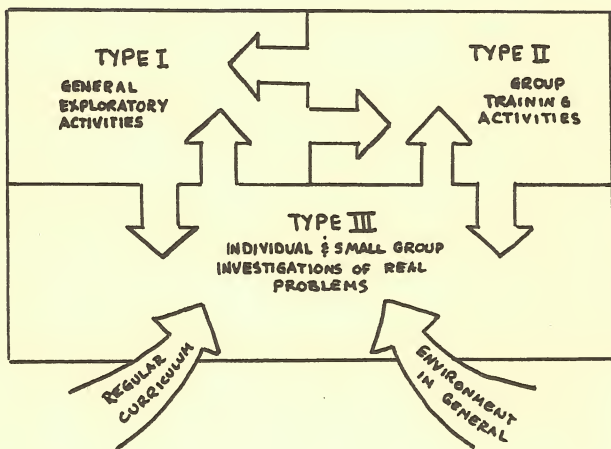 TYPE I
GENERAL
EXPLORATORY
ACTIVITIES
TYPE II
GROUP
TRAINING
ACTIVITIES
TYPE III
INDIVIDUAL & SMALL GROUP
INVESTIGATIONS OF REAL
PROBLEMS
REGULAR
CURRICULUM
ENVIRONMENT
IN GENERAL